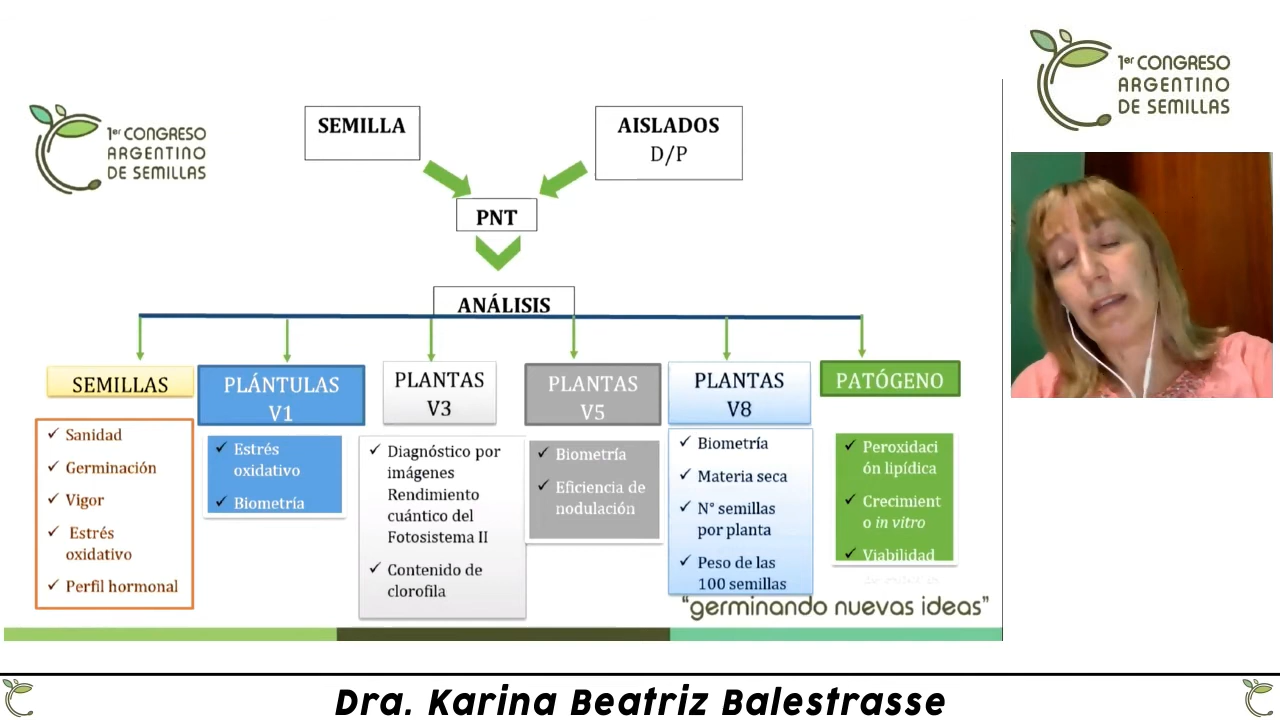 1er CONGRESO
ARGENTINO
DE SEMILLAS
SEMILLA
AISLADOS
D/P
PNT
ANÁLISIS
SEMILLAS
✓ Sanidad
✓ Germinación
✓ Vigor
✓ Estrés
oxidativo
✓ Perfil hormonal
PLÁNTULAS
V1
✓ Estrés
oxidativo
✓ Biometría
PLANTAS
V3
✓ Diagnóstico por
imágenes
Rendimiento
cuántico del
Fotosistema II
✓ Contenido de
clorofila
PLANTAS
V5
✓ Biometría
✓ Eficiencia de
nodulación
PLANTAS
V8
✓ Biometría
✓ Materia seca
✓ N° semillas
por planta
✓ Peso de las
100 semillas
PATÓGENO
✓ Peroxidaci
ón lipídica
✓ Crecimient
o in vitro
✓ Viabilidad
"germinando nuevas ideas"
1er CONGRESO
ARGENTINO
DE SEMILLAS
Dra. Karina Beatriz Balestrasse